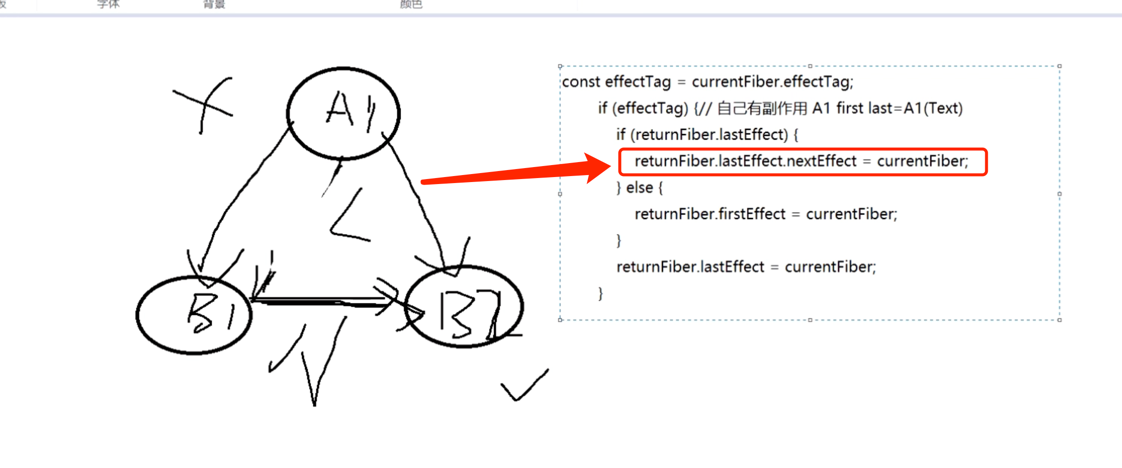 字体
背景
颜色
A1
B1
B2
const effectTag = currentFiber.effectTag;
if (effectTag) {// 自己有副作用 A1 first last=A1(Text)
if (returnFiber.lastEffect) {
returnFiber.lastEffect.nextEffect = currentFiber;
} else {
returnFiber.firstEffect = currentFiber;
}
returnFiber.lastEffect = currentFiber;
}